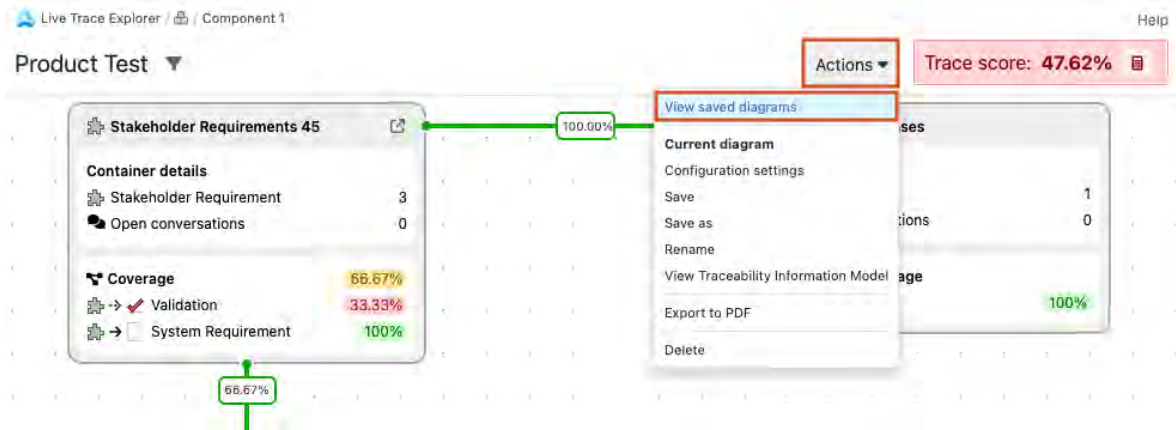 Live Trace Explorer / Component 1
Help
Product Test
Actions
Trace score: 47.62%
View saved diagrams
Current diagram
Configuration settings
Save
Save as
Rename
View Traceability Information Model
Export to PDF
Delete
Stakeholder Requirements 45
Container details
Stakeholder Requirement 3
Open conversations 0
Coverage 66.67%
Validation 33.33%
System Requirement 100%
100.00%
66.67%
ses
1
tions 0
age
100%